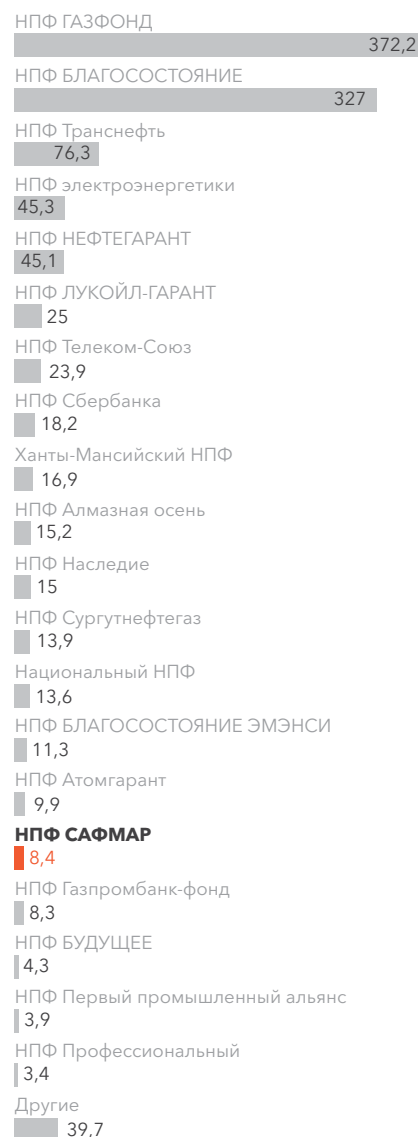 НПФ ГАЗФОНД
372,2
НПФ БЛАГОСОСТОЯНИЕ
327
НПФ Транснефть
76,3
НПФ электроэнергетики
45,3
НПФ НЕФТЕГАРАНТ
45,1
НПФ ЛУКОЙЛ-ГАРАНТ
25
НПФ Телеком-Союз
23,9
НПФ Сбербанка
18,2
Ханты-Мансийский НПФ
16,9
НПФ Алмазная осень
15,2
НПФ Наследие
15
НПФ Сургутнефтегаз
13,9
Национальный НПФ
13,6
НПФ БЛАГОСОСТОЯНИЕ ЭМЭНСИ
11,3
НПФ Атомгарант
9,9
НПФ САФМАР
8,4
НПФ Газпромбанк-фонд
8,3
НПФ БУДУЩЕЕ
4,3
НПФ Первый промышленный альянс
3,9
НПФ Профессиональный
3,4
Другие
39,7